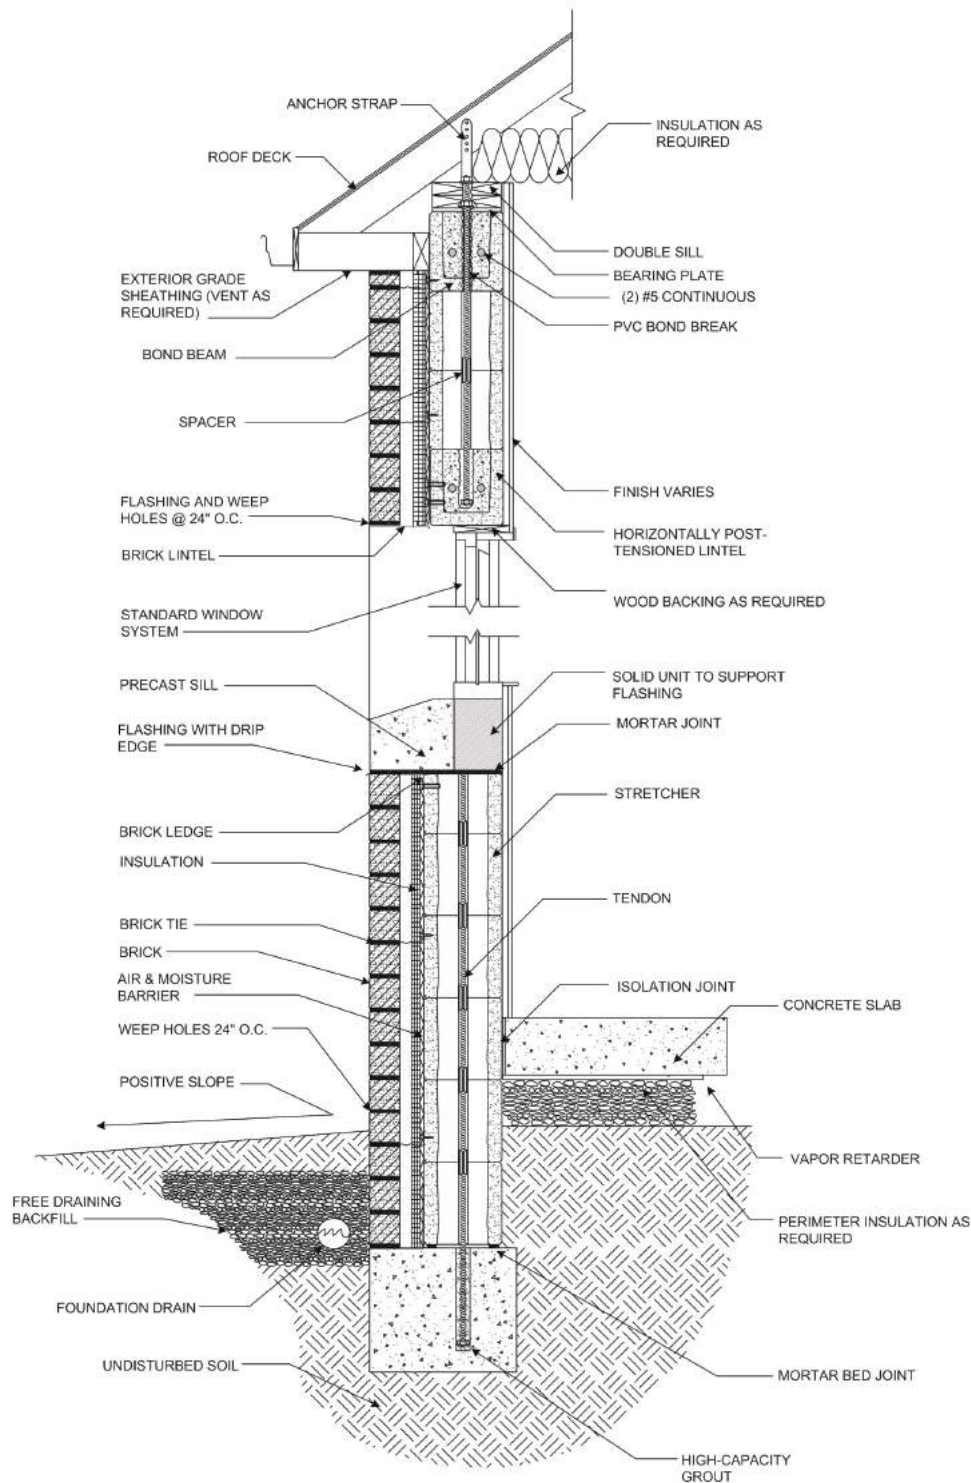 ANCHOR STRAP
INSULATION AS
REQUIRED
ROOF DECK
DOUBLE SILL
BEARING PLATE
EXTERIOR GRADE
SHEATHING (VENT AS
REQUIRED)
(2) #5 CONTINUOUS
PVC BOND BREAK
BOND BEAM
SPACER
FLASHING AND WEEP
HOLES @ 24" O.C.
FINISH VARIES
BRICK LINTEL
HORIZONTALLY POST-
TENSIONED LINTEL
STANDARD WINDOW
SYSTEM
WOOD BACKING AS REQUIRED
PRECAST SILL
SOLID UNIT TO SUPPORT
FLASHING
FLASHING WITH DRIP
EDGE
MORTAR JOINT
STRETCHER
BRICK LEDGE
INSULATION
TENDON
BRICK TIE
BRICK
AIR & MOISTURE
BARRIER
ISOLATION JOINT
CONCRETE SLAB
WEEP HOLES 24" O.C.
POSITIVE SLOPE
VAPOR RETARDER
FREE DRAINING
BACKFILL
PERIMETER INSULATION AS
REQUIRED
FOUNDATION DRAIN
UNDISTURBED SOIL
MORTAR BED JOINT
HIGH-CAPACITY
GROUT